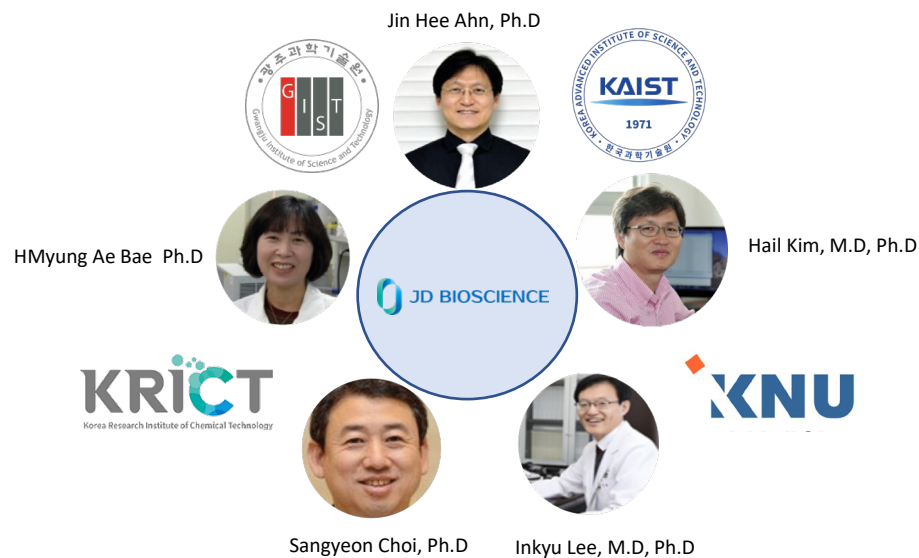 Jin Hee Ahn, Ph.D
광주과학기술원
G
I
S
T
Gwangju Institute of Science and Technology
KOREA ADVANCED INSTITUTE OF SCIENCE AND TECHNOLOGY
KAIST
1971
한국과학기술원
HMyung Ae Bae Ph.D
Hail Kim, M.D, Ph.D
JD BIOSCIENCE
KRICT
Korea Research Institute of Chemical Technology
KNU
Sangyeon Choi, Ph.D
Inkyu Lee, M.D, Ph.D